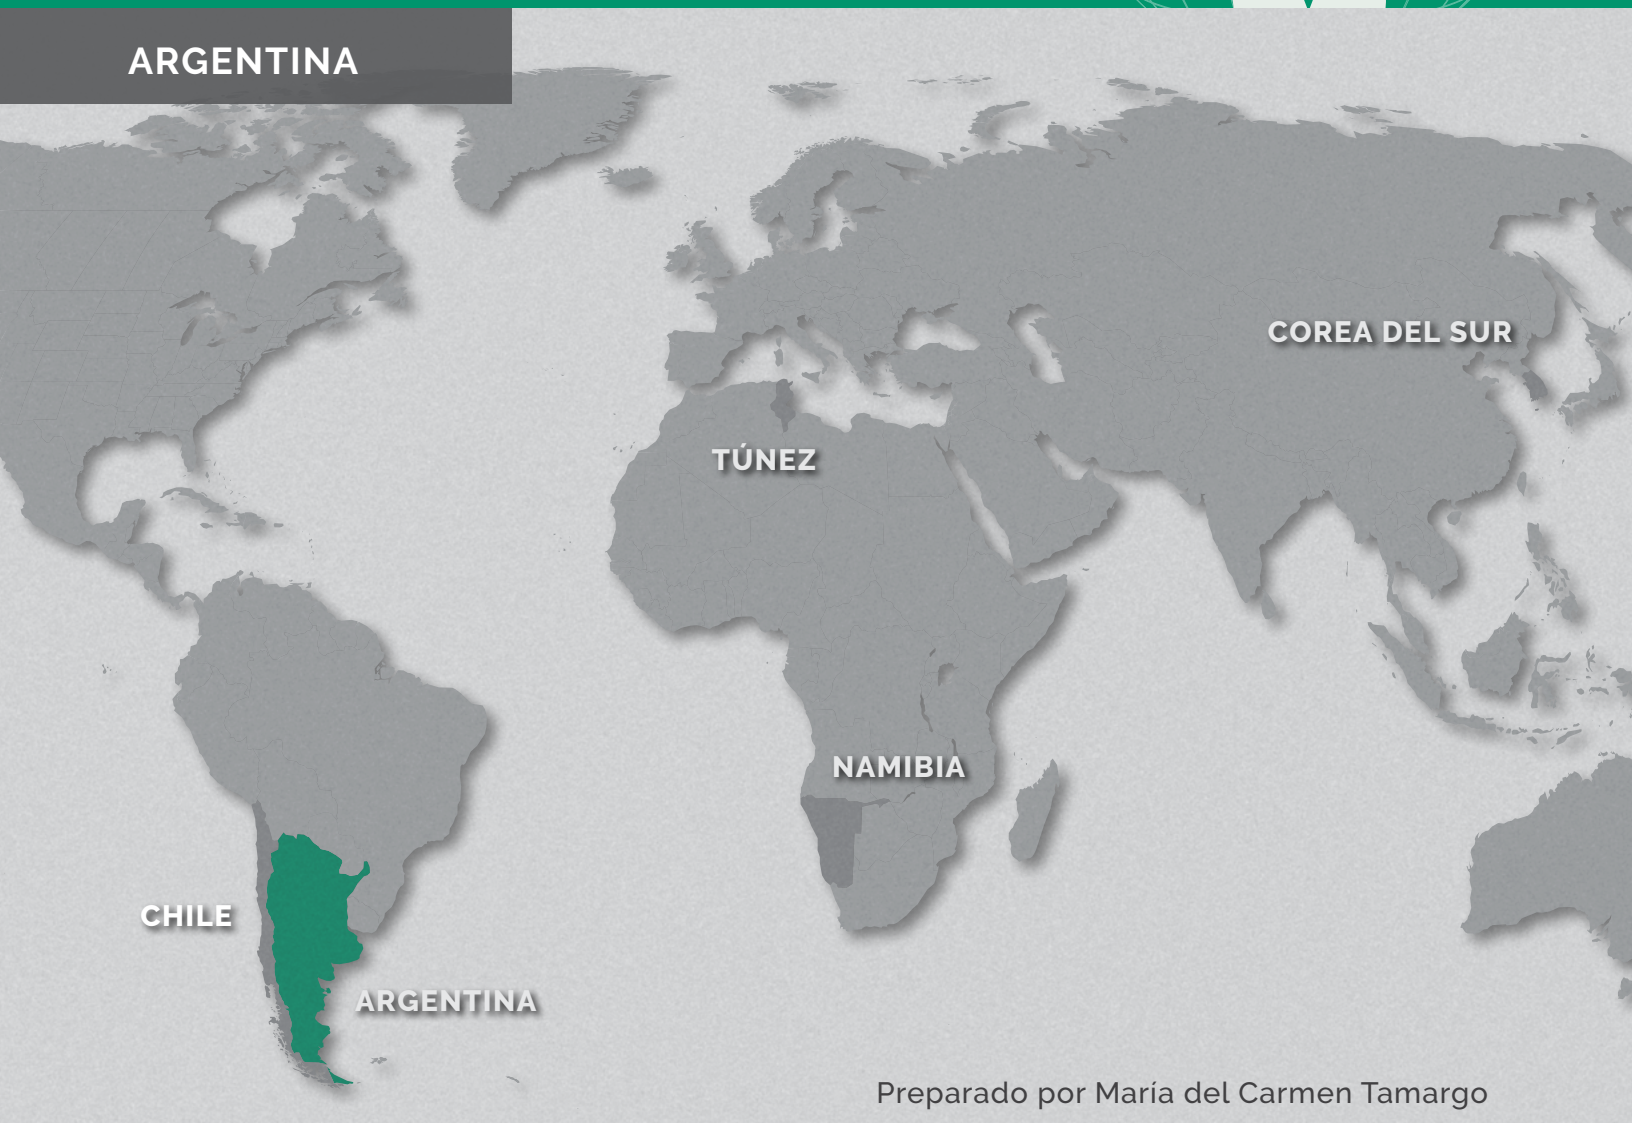 ARGENTINA
COREA DEL SUR
TÚNEZ
NAMIBIA
CHILE
ARGENTINA
Preparado por María del Carmen Tamargo